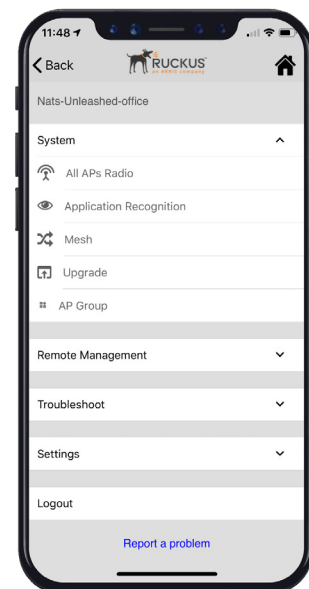 11:48
Back
RUCKUS
an ARRIS company
Nats-Unleashed-office
System
All APs Radio
Application Recognition
Mesh
Upgrade
AP Group
Remote Management
Troubleshoot
Settings
Logout
Report a problem